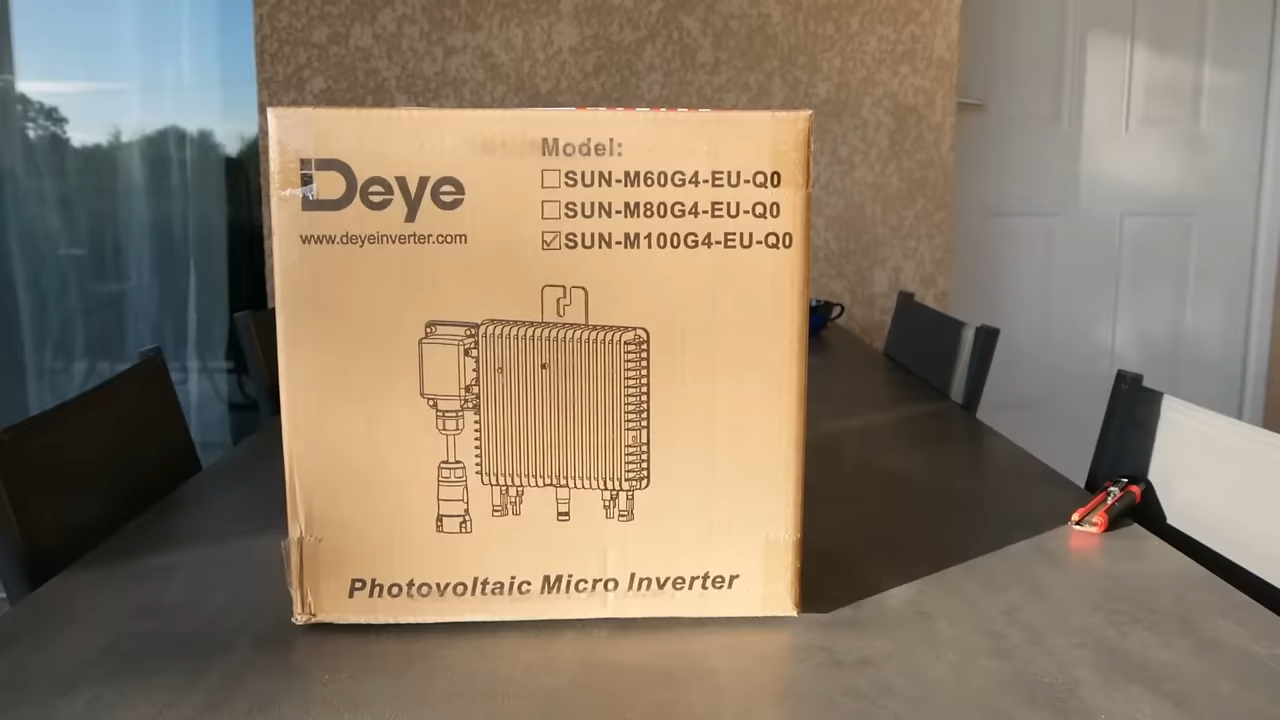 Deye
www.deyeinverter.com
Model:
SUN-M60G4-EU-Q0
SUN-M80G4-EU-Q0
SUN-M100G4-EU-Q0
Photovoltaic Micro Inverter